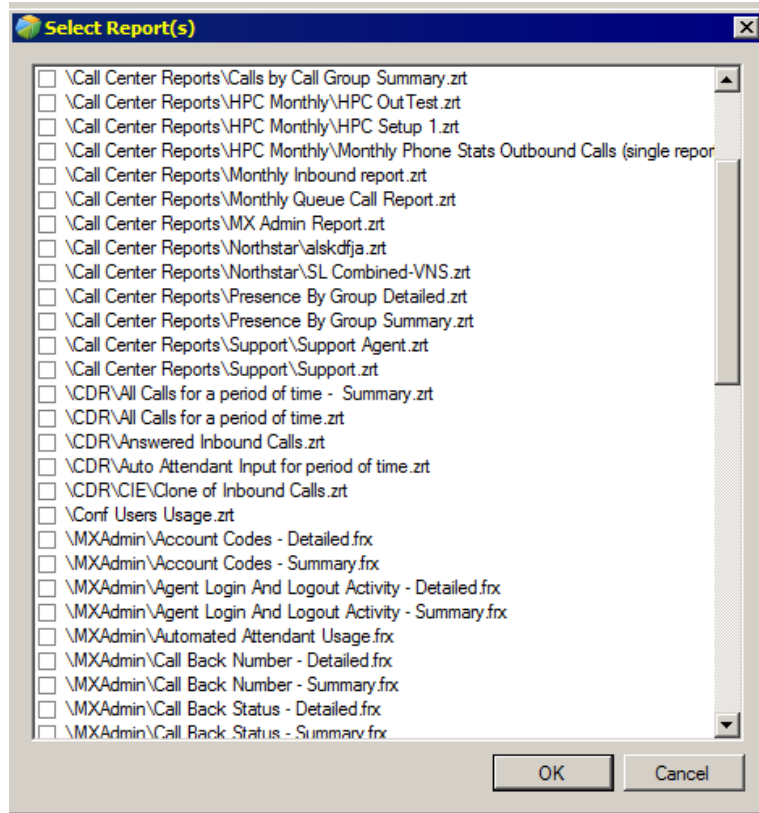 Select Report(s)
\Call Center Reports\Calls by Call Group Summary.zrt
\Call Center Reports\HPC Monthly\HPC OutTest.zrt
\Call Center Reports\HPC Monthly\HPC Setup 1.zrt
\Call Center Reports\HPC Monthly\Monthly Phone Stats Outbound Calls (single repor
\Call Center Reports\Monthly Inbound report.zrt
\Call Center Reports\Monthly Queue Call Report.zrt
\Call Center Reports\MX Admin Report.zrt
\Call Center Reports\Northstar\alskdfja.zrt
\Call Center Reports\Northstar\SL Combined-VNS.zrt
\Call Center Reports\Presence By Group Detailed.zrt
\Call Center Reports\Presence By Group Summary.zrt
\Call Center Reports\Support\Support Agent.zrt
\Call Center Reports\Support\Support.zrt
\CDR\All Calls for a period of time -  Summary.zrt
\CDR\All Calls for a period of time.zrt
\CDR\Answered Inbound Calls.zrt
\CDR\Auto Attendant Input for period of time.zrt
\CDR\CIE\Clone of Inbound Calls.zrt
\Conf Users Usage.zrt
\MXAdmin\Account Codes - Detailed.frx
\MXAdmin\Account Codes - Summary.frx
\MXAdmin\Agent Login And Logout Activity - Detailed.frx
\MXAdmin\Agent Login And Logout Activity - Summary.frx
\MXAdmin\Automated Attendant Usage.frx
\MXAdmin\Call Back Number - Detailed.frx
\MXAdmin\Call Back Number - Summary.frx
\MXAdmin\Call Back Status - Detailed.frx
\MXAdmin\Call Back Status - Summary.frx
OK Cancel